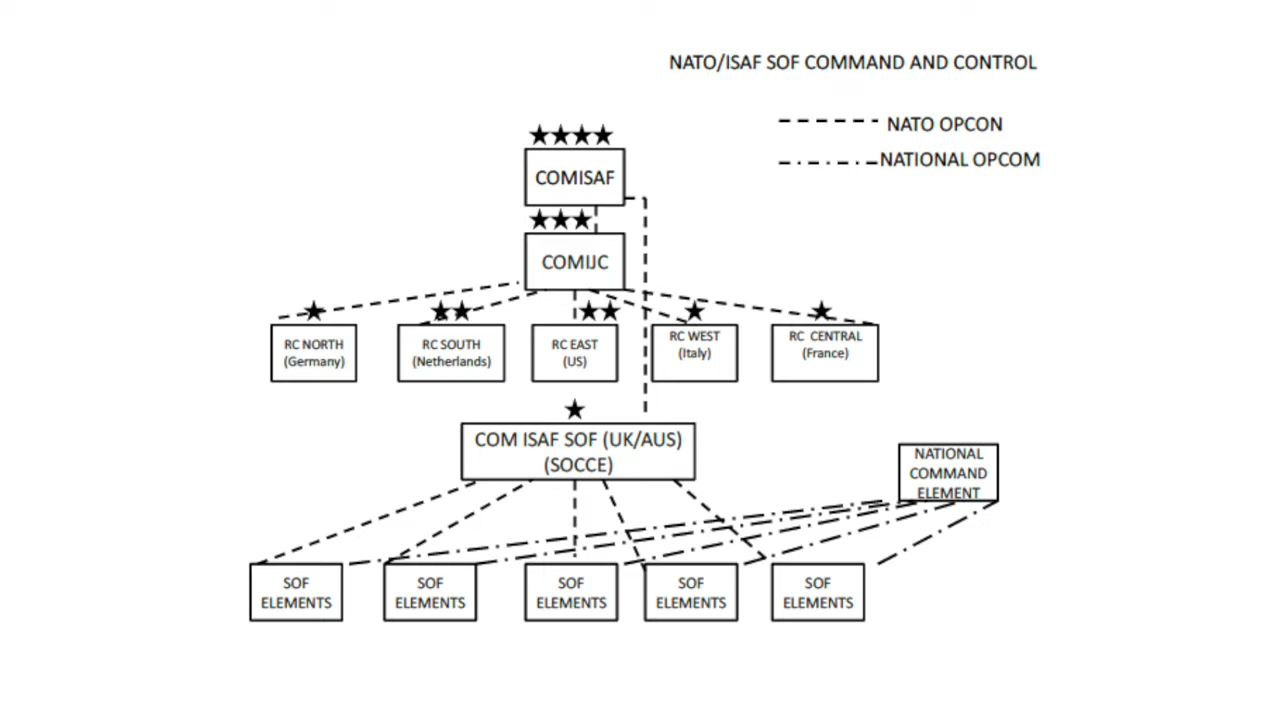 NATO/ISAF SOF COMMAND AND CONTROL
NATO OPCON
NATIONAL OPCOM
COMISAF
COMIJC
RC NORTH
(Germany)
RC SOUTH
(Netherlands)
RC EAST
(US)
RC WEST
(Italy)
RC CENTRAL
(France)
COM ISAF SOF (UK/AUS)
(SOCCE)
NATIONAL
COMMAND
ELEMENT
SOF
ELEMENTS
SOF
ELEMENTS
SOF
ELEMENTS
SOF
ELEMENTS
SOF
ELEMENTS